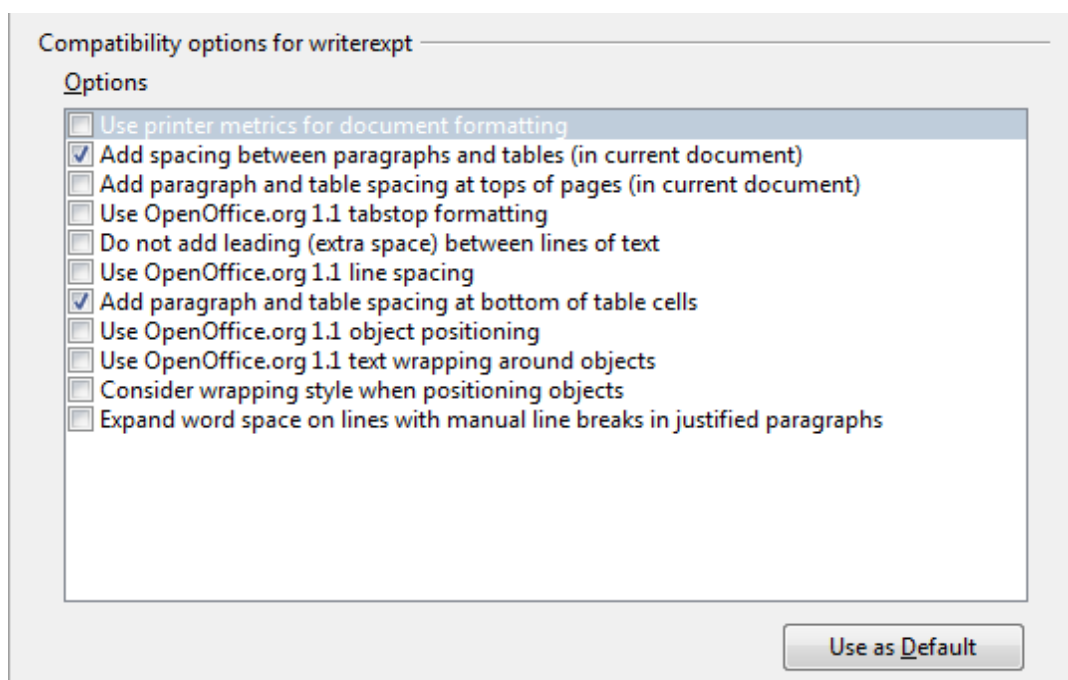 Compatibility options for writerexpt
Options
Use printer metrics for document formatting
Add spacing between paragraphs and tables (in current document)
Add paragraph and table spacing at tops of pages (in current document)
Use OpenOffice.org 1.1 tabstop formatting
Do not add leading (extra space) between lines of text
Use OpenOffice.org 1.1 line spacing
Add paragraph and table spacing at bottom of table cells
Use OpenOffice.org 1.1 object positioning
Use OpenOffice.org 1.1 text wrapping around objects
Consider wrapping style when positioning objects
Expand word space on lines with manual line breaks in justified paragraphs
Use as Default